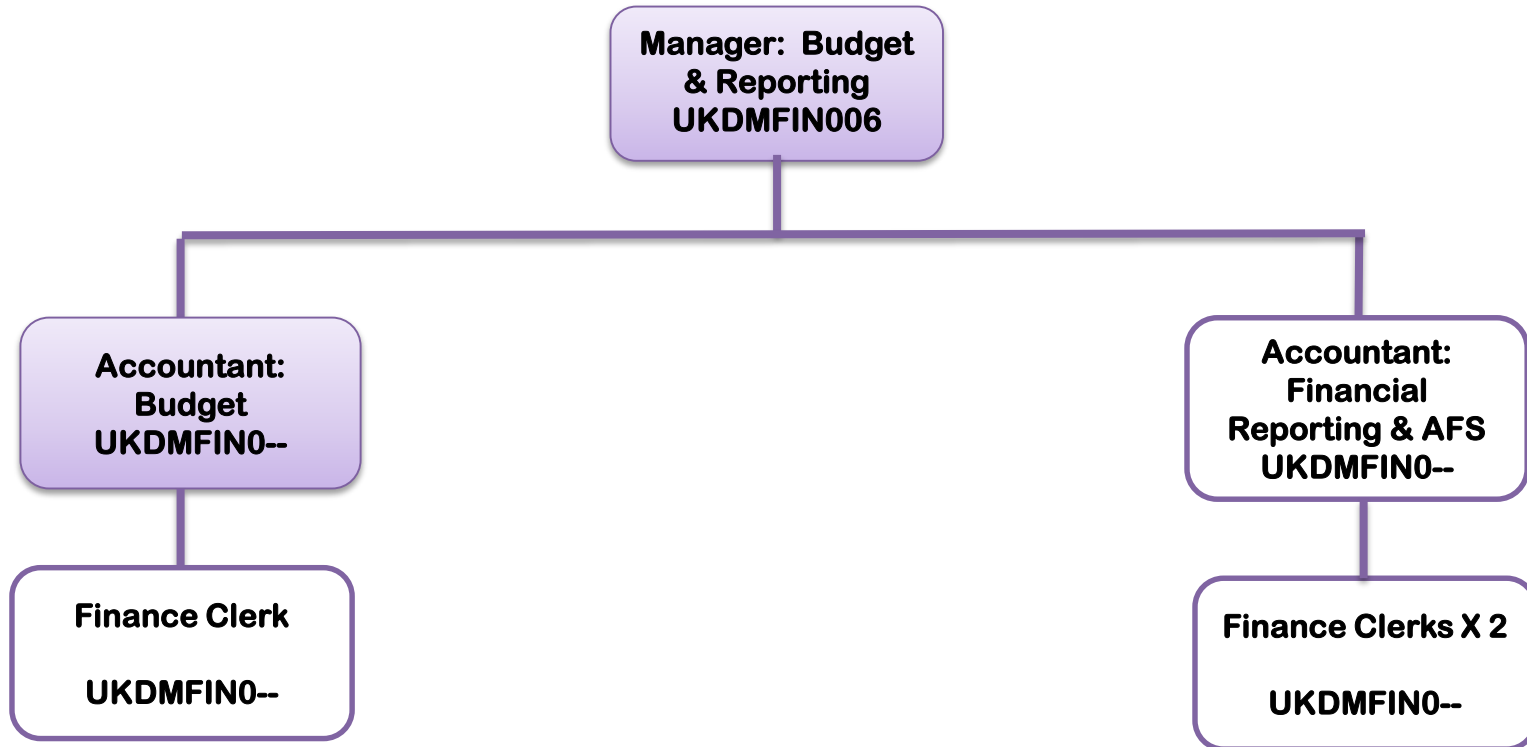 Manager:  Budget
& Reporting
UKDMFIN006
Accountant:
Budget
UKDMFIN0--
Accountant:
Financial
Reporting & AFS
UKDMFIN0--
Finance Clerk
UKDMFIN0--
Finance Clerks X 2
UKDMFIN0--